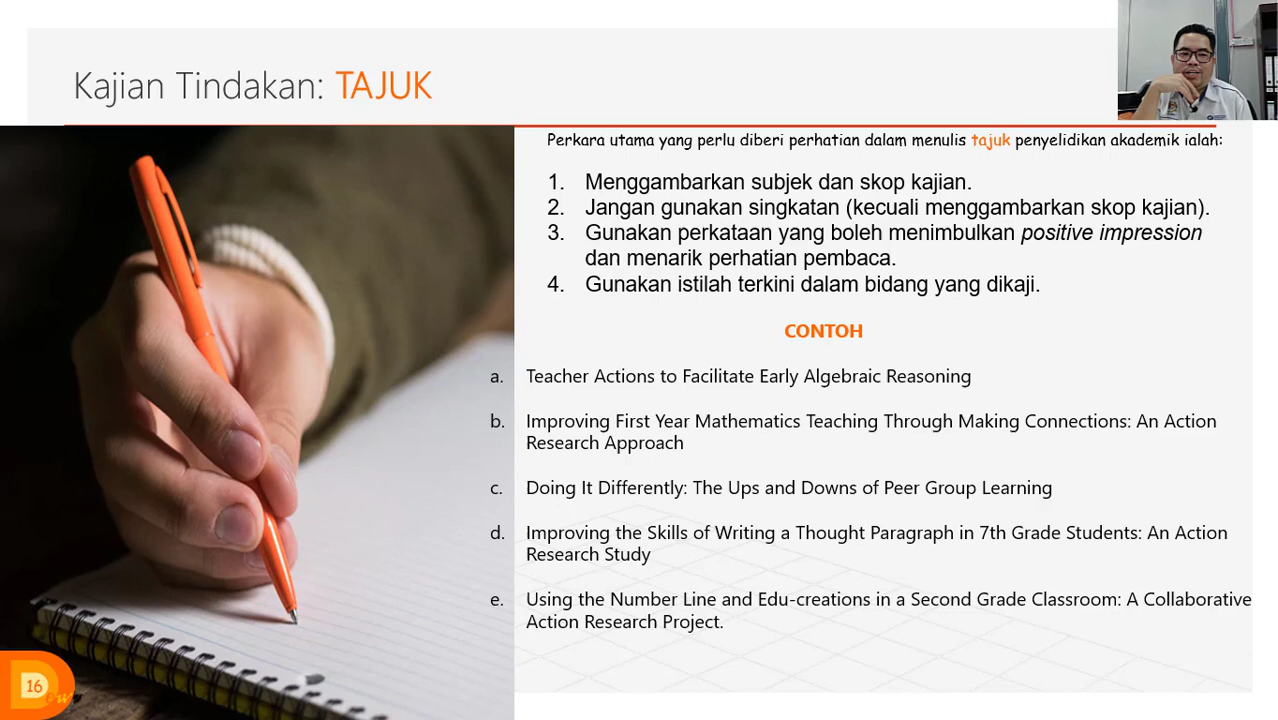 Kajian Tindakan: TAJUK
Perkara utama yang perlu diberi perhatian dalam menulis tajuk penyelidikan akademik ialah:
1. Menggambarkan subjek dan skop kajian.
2. Jangan gunakan singkatan (kecuali menggambarkan skop kajian).
3. Gunakan perkataan yang boleh menimbulkan positive impression
dan menarik perhatian pembaca.
4. Gunakan istilah terkini dalam bidang yang dikaji.
CONTOH
a. Teacher Actions to Facilitate Early Algebraic Reasoning
b. Improving First Year Mathematics Teaching Through Making Connections: An Action
Research Approach
c. Doing It Differently: The Ups and Downs of Peer Group Learning
d. Improving the Skills of Writing a Thought Paragraph in 7th Grade Students: An Action
Research Study
e. Using the Number Line and Edu-creations in a Second Grade Classroom: A Collaborative
Action Research Project.
16